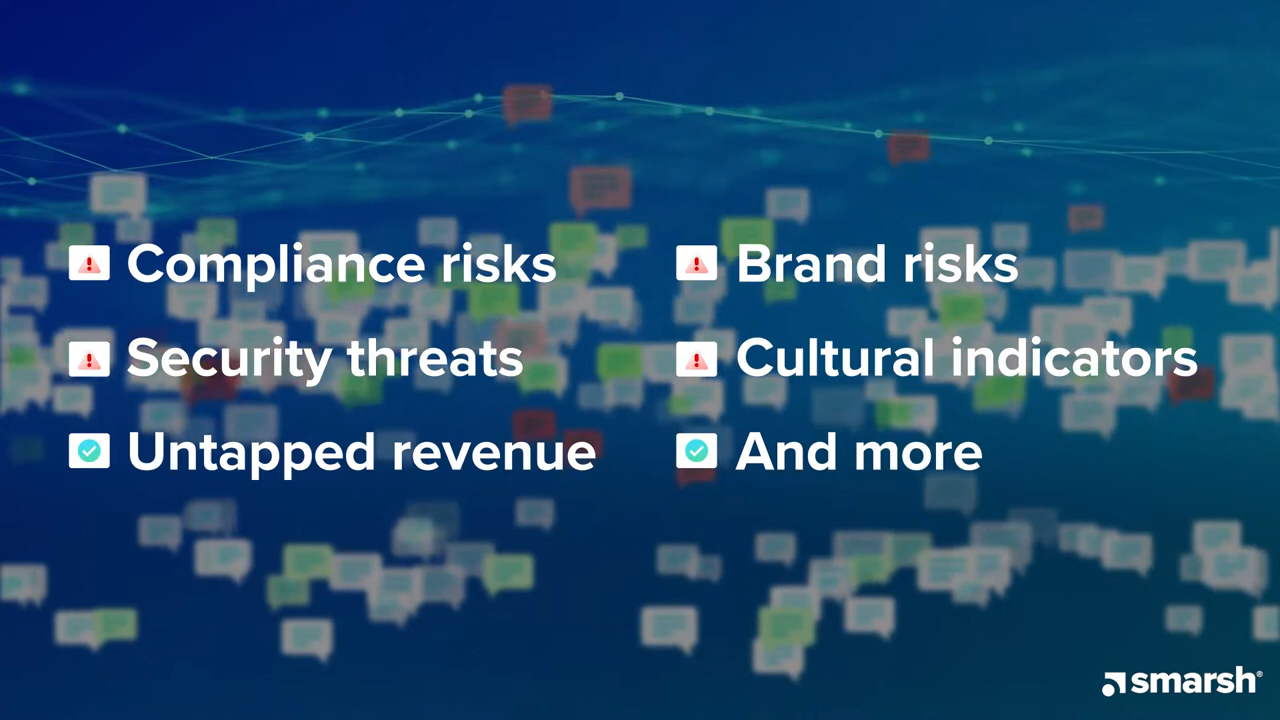 Compliance risks
Security threats
Untapped revenue
Brand risks
Cultural indicators
And more
smarsh®